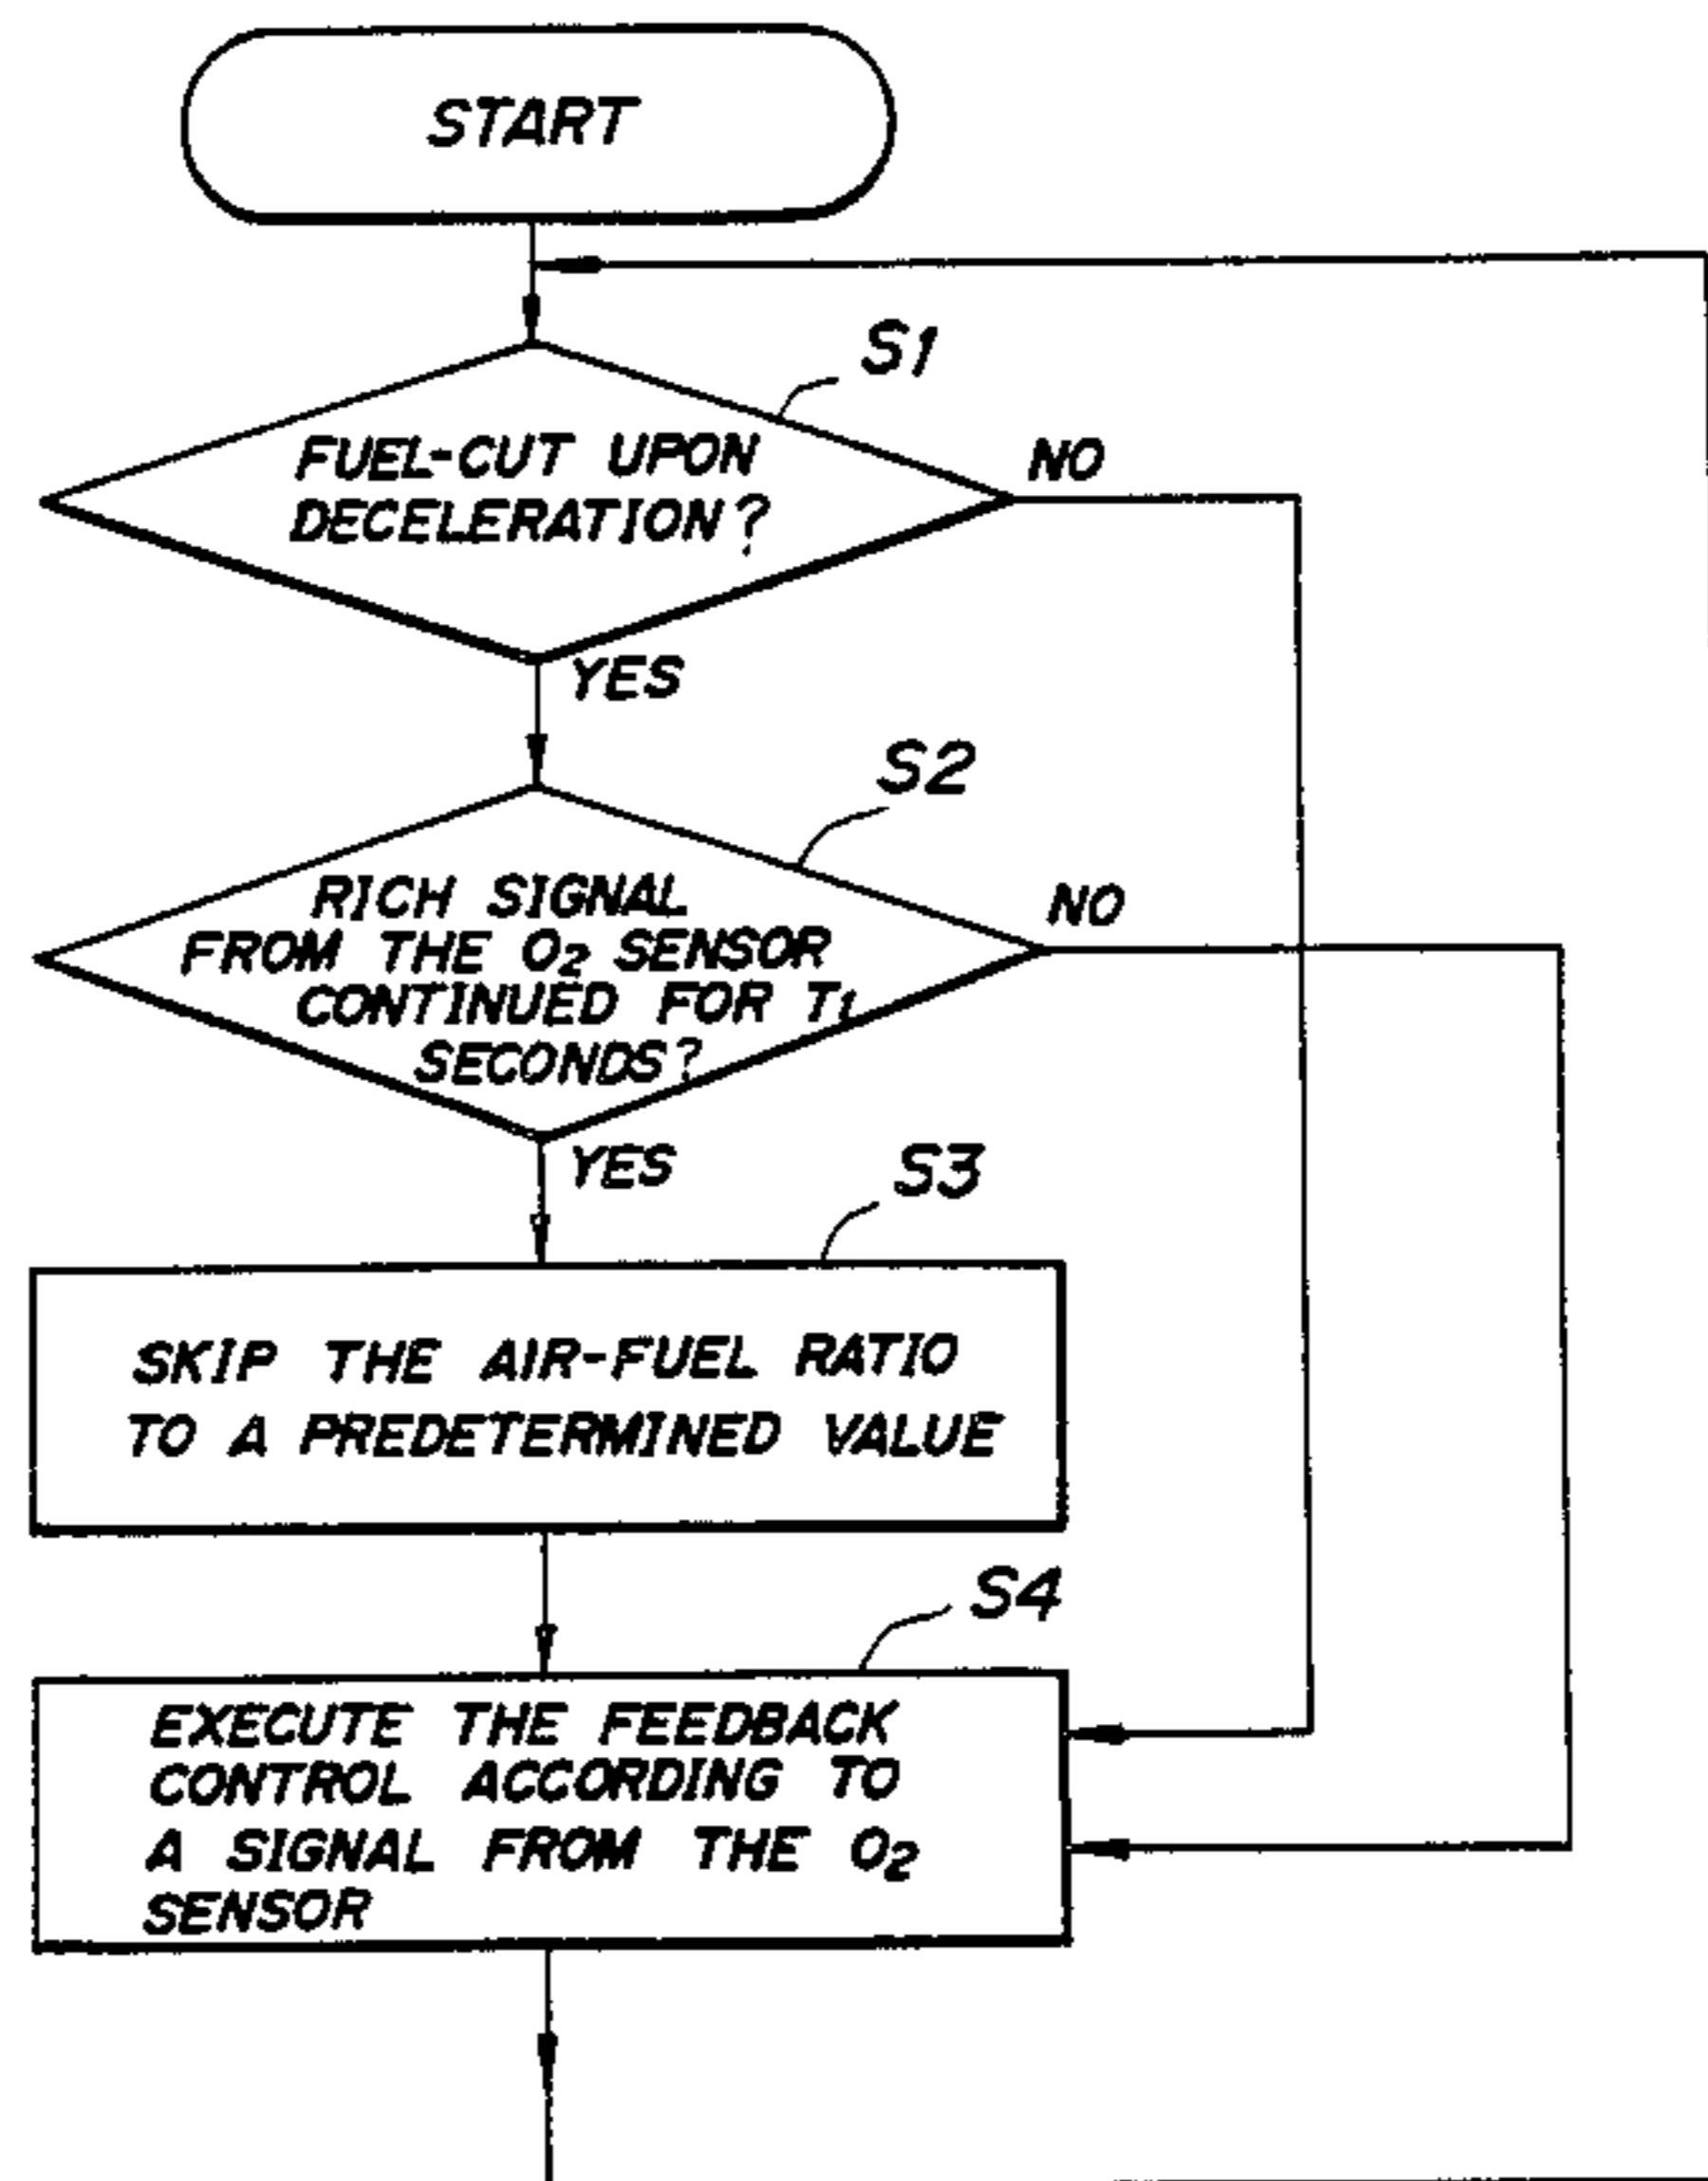 START
S1
FUEL-CUT UPON
DECELERATION?
NO
YES
S2
RICH SIGNAL
FROM THE O2 SENSOR
CONTINUED FOR T1
SECONDS?
NO
YES
S3
SKIP THE AIR-FUEL RATIO
TO A PREDETERMINED VALUE
S4
EXECUTE THE FEEDBACK
CONTROL ACCORDING TO
A SIGNAL FROM THE O2
SENSOR